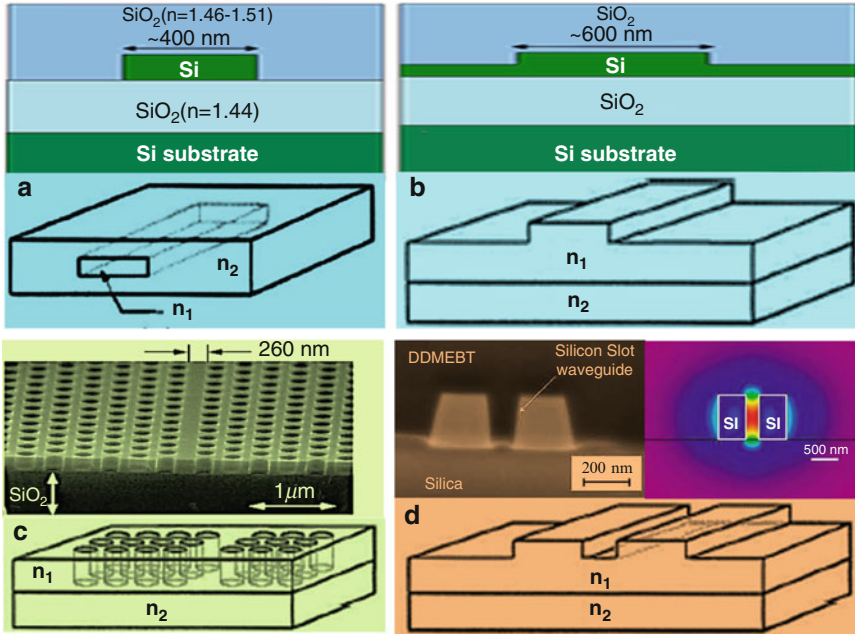 SiO2(n=1.46-1.51)
~400 nm
Si
SiO2(n=1.44)
Si substrate
a
n2
n1
SiO2
~600 nm
Si
SiO2
Si substrate
b
n1
n2
260 nm
SiO2
1μm
c
n1
n2
DDMEBT
Silicon Slot
waveguide
Silica
200 nm
SI
SI
500 nm
d
n1
n2